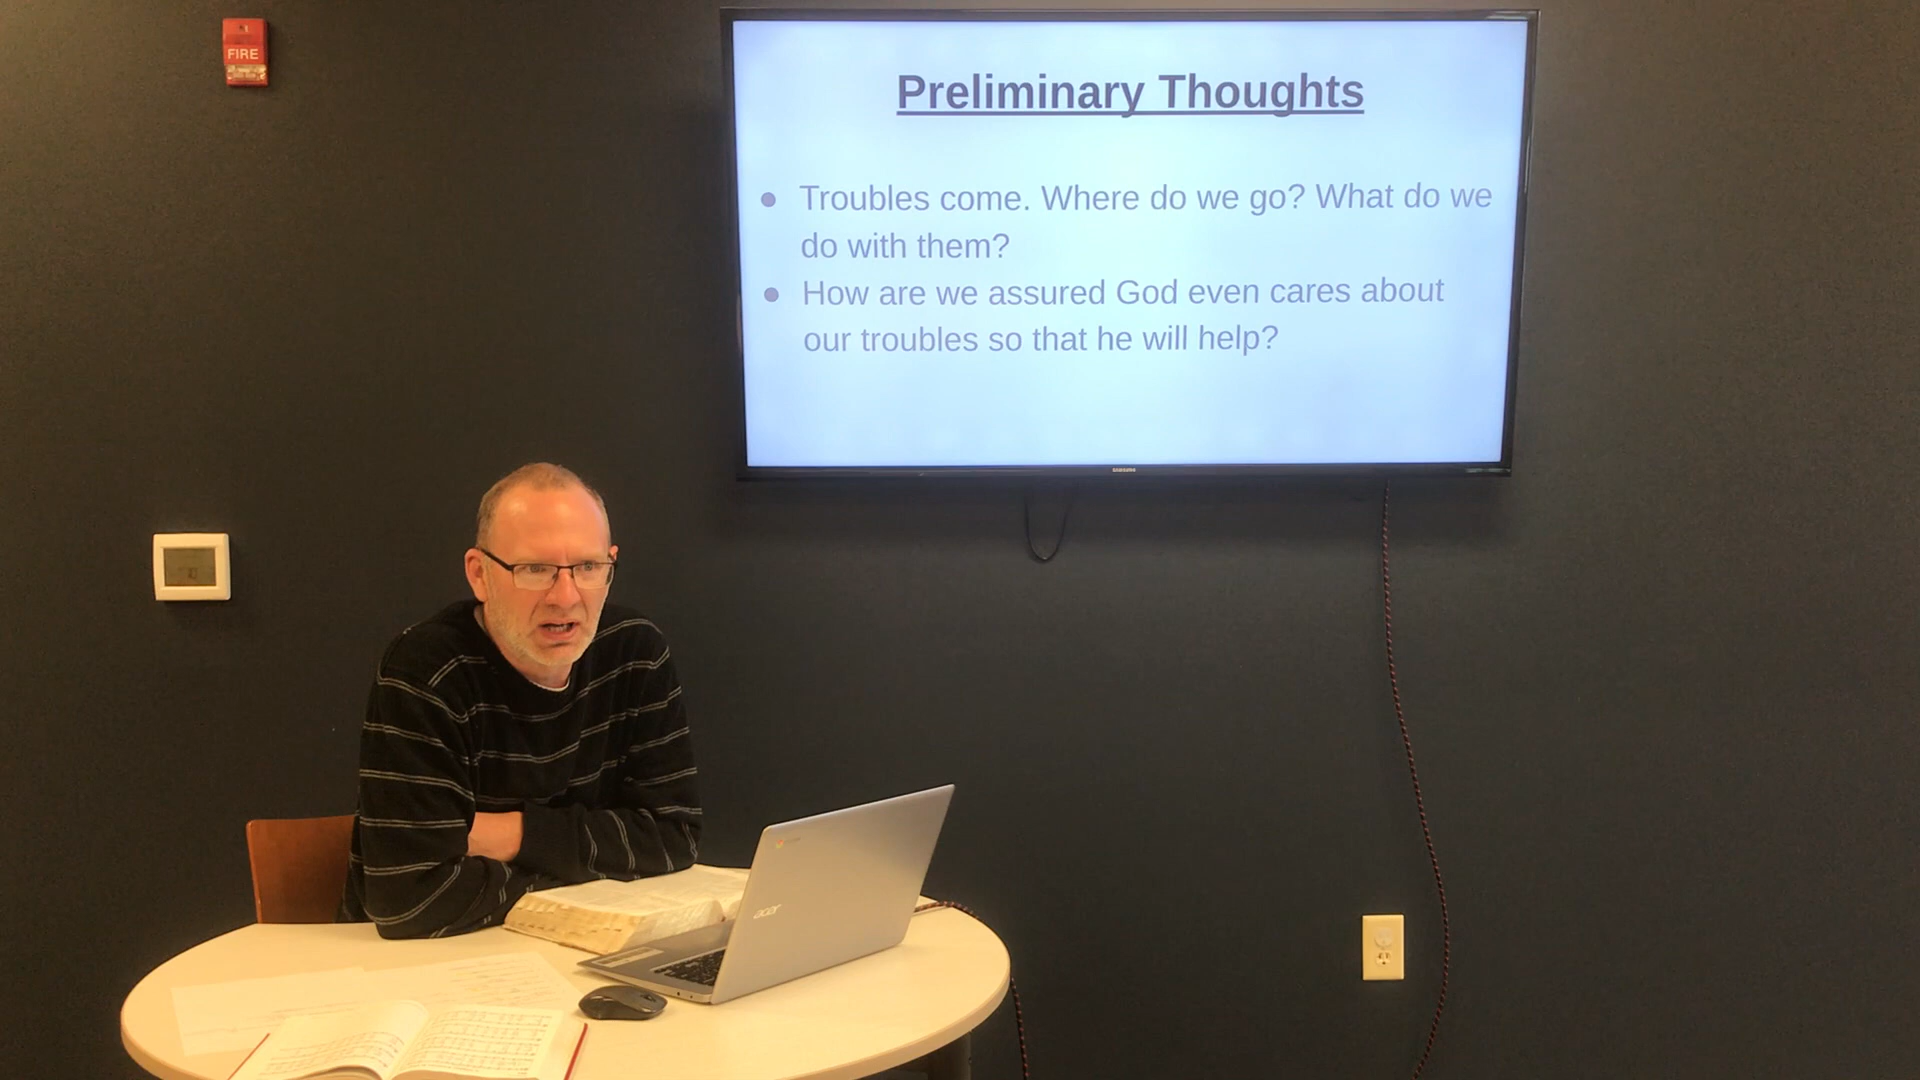 FIRE
Preliminary Thoughts
● Troubles come. Where do we go? What do we
do with them?
● How are we assured God even cares about
our troubles so that he will help?
SAMSUNG
acer